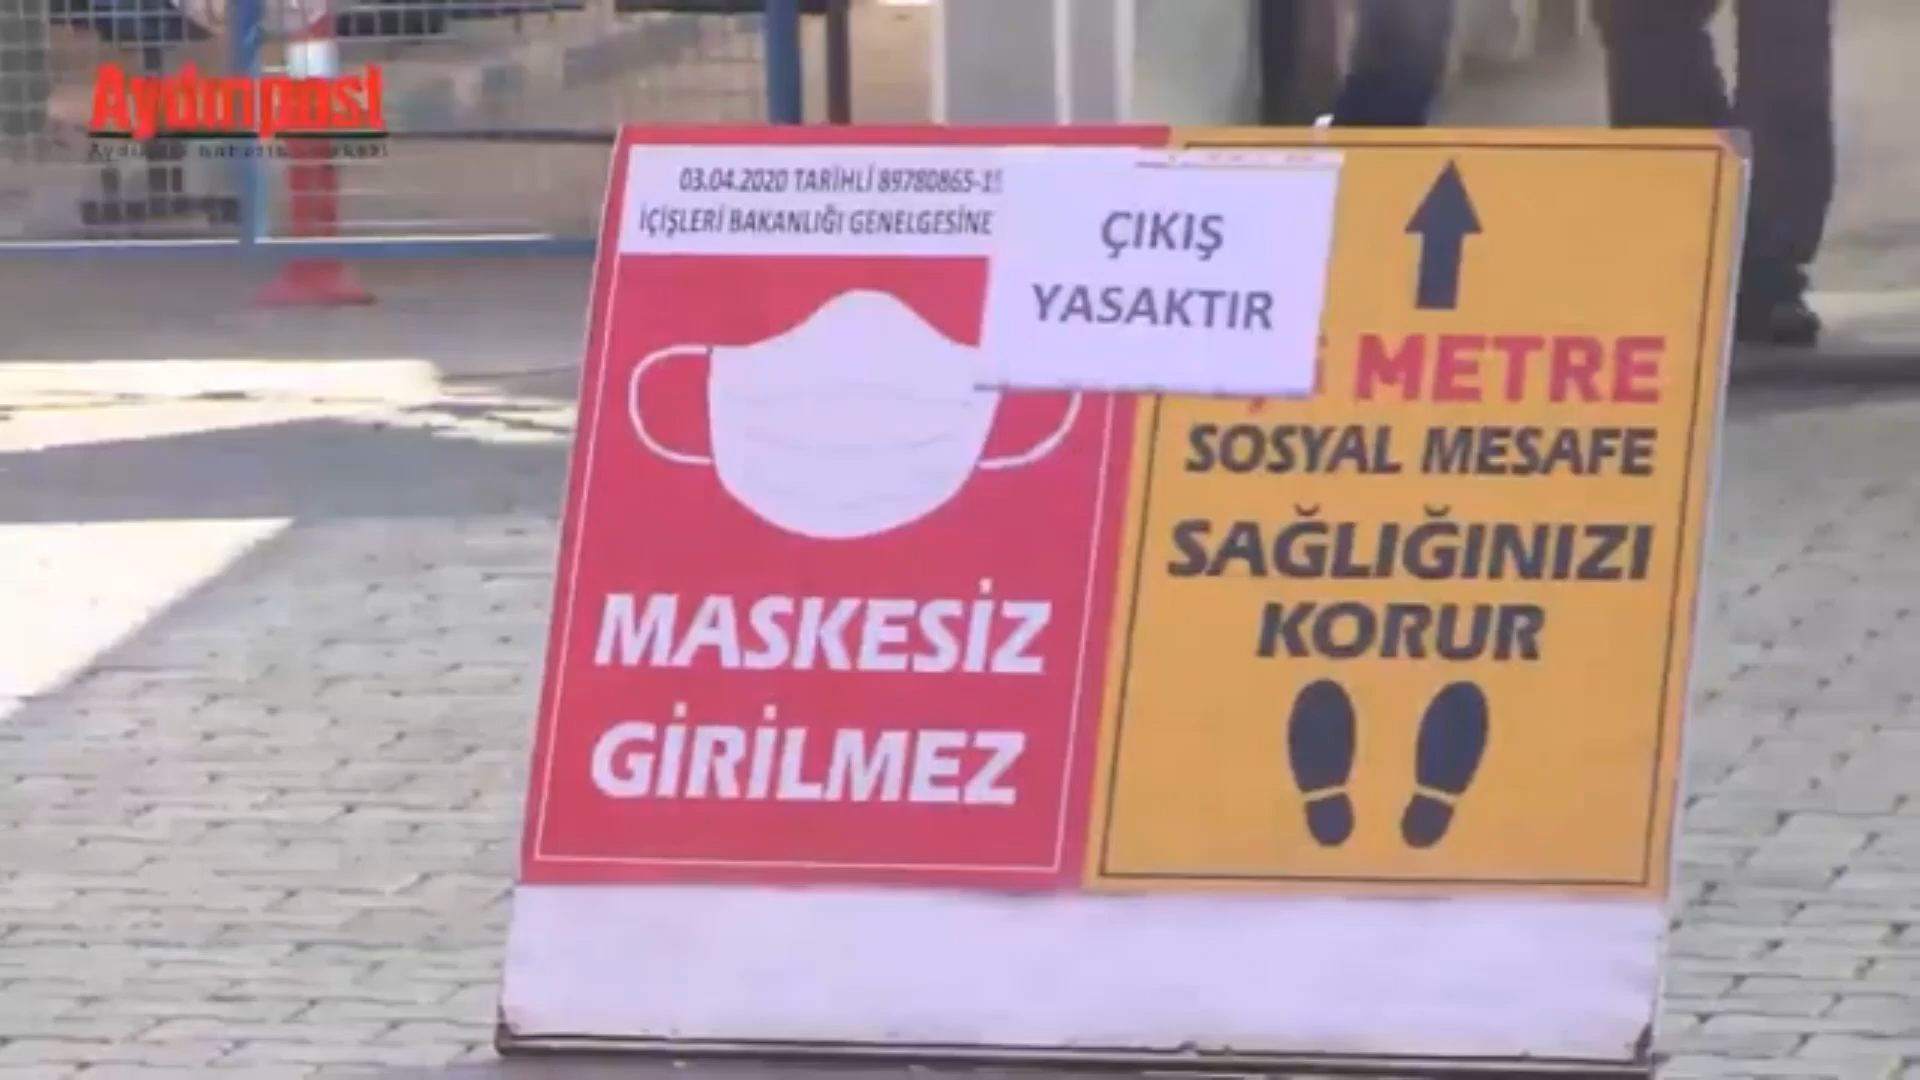 Aydınpost
03.04.2020 TARİHLİ 89780865-15
İÇİŞLERİ BAKANLIĞI GENELGESİNE
MASKESİZ
GİRİLMEZ
ÇIKIŞ
YASAKTIR
METRE
SOSYAL MESAFE
SAĞLIĞINIZI
KORUR